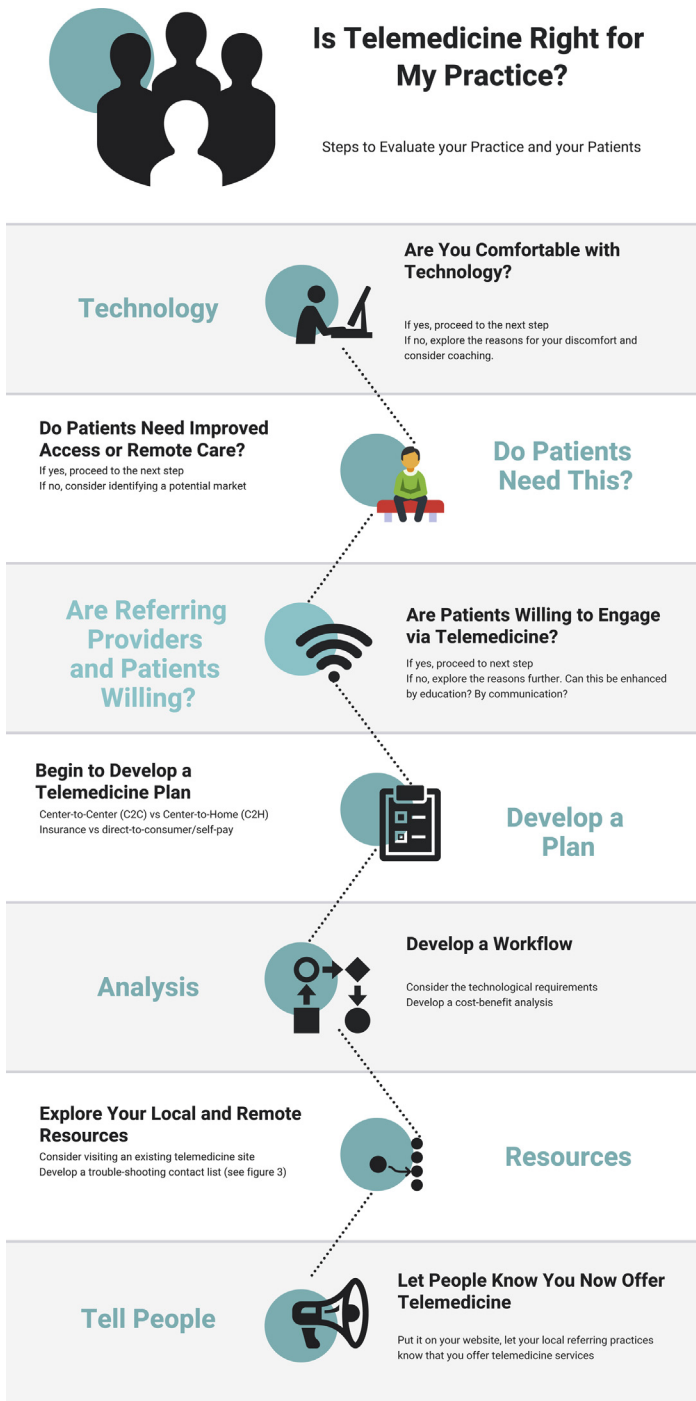 Is Telemedicine Right for
My Practice?
Steps to Evaluate your Practice and your Patients
Technology
Are You Comfortable with
Technology?
If yes, proceed to the next step
If no, explore the reasons for your discomfort and
consider coaching.
Do Patients Need Improved
Access or Remote Care?
If yes, proceed to the next step
If no, consider identifying a potential market
Do Patients
Need This?
Are Referring
Providers
and Patients
Willing?
Are Patients Willing to Engage
via Telemedicine?
If yes, proceed to next step
If no, explore the reasons further. Can this be enhanced
by education? By communication?
Begin to Develop a
Telemedicine Plan
Center-to-Center (C2C) vs Center-to-Home (C2H)
Insurance vs direct-to-consumer/self-pay
Develop a
Plan
Analysis
Develop a Workflow
Consider the technological requirements
Develop a cost-benefit analysis
Explore Your Local and Remote
Resources
Consider visiting an existing telemedicine site
Develop a trouble-shooting contact list (see figure 3)
Resources
Tell People
Let People Know You Now Offer
Telemedicine
Put it on your website, let your local referring practices
know that you offer telemedicine services